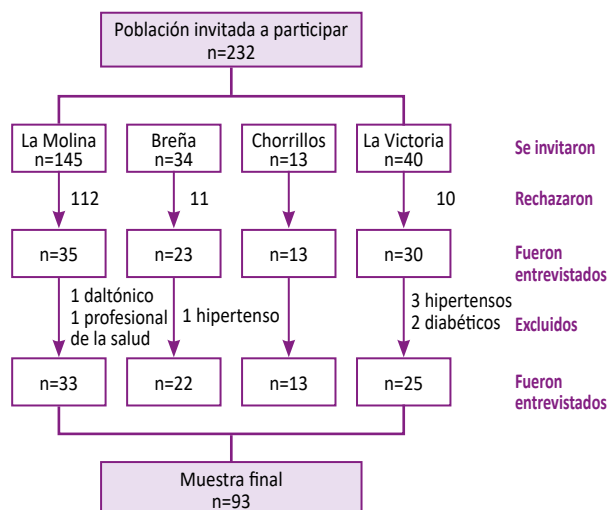 Población invitada a participar
n=232
La Molina
n=145
Breña
n=34
Chorrillos
n=13
La Victoria
n=40
Se invitaron
112
11
10
Rechazaron
n=35
n=23
n=13
n=30
Fueron
entrevistados
1 daltónico
1 profesional
de la salud
1 hipertenso
3 hipertensos
2 diabéticos
Excluidos
n=33
n=22
n=13
n=25
Fueron
entrevistados
Muestra final
n=93